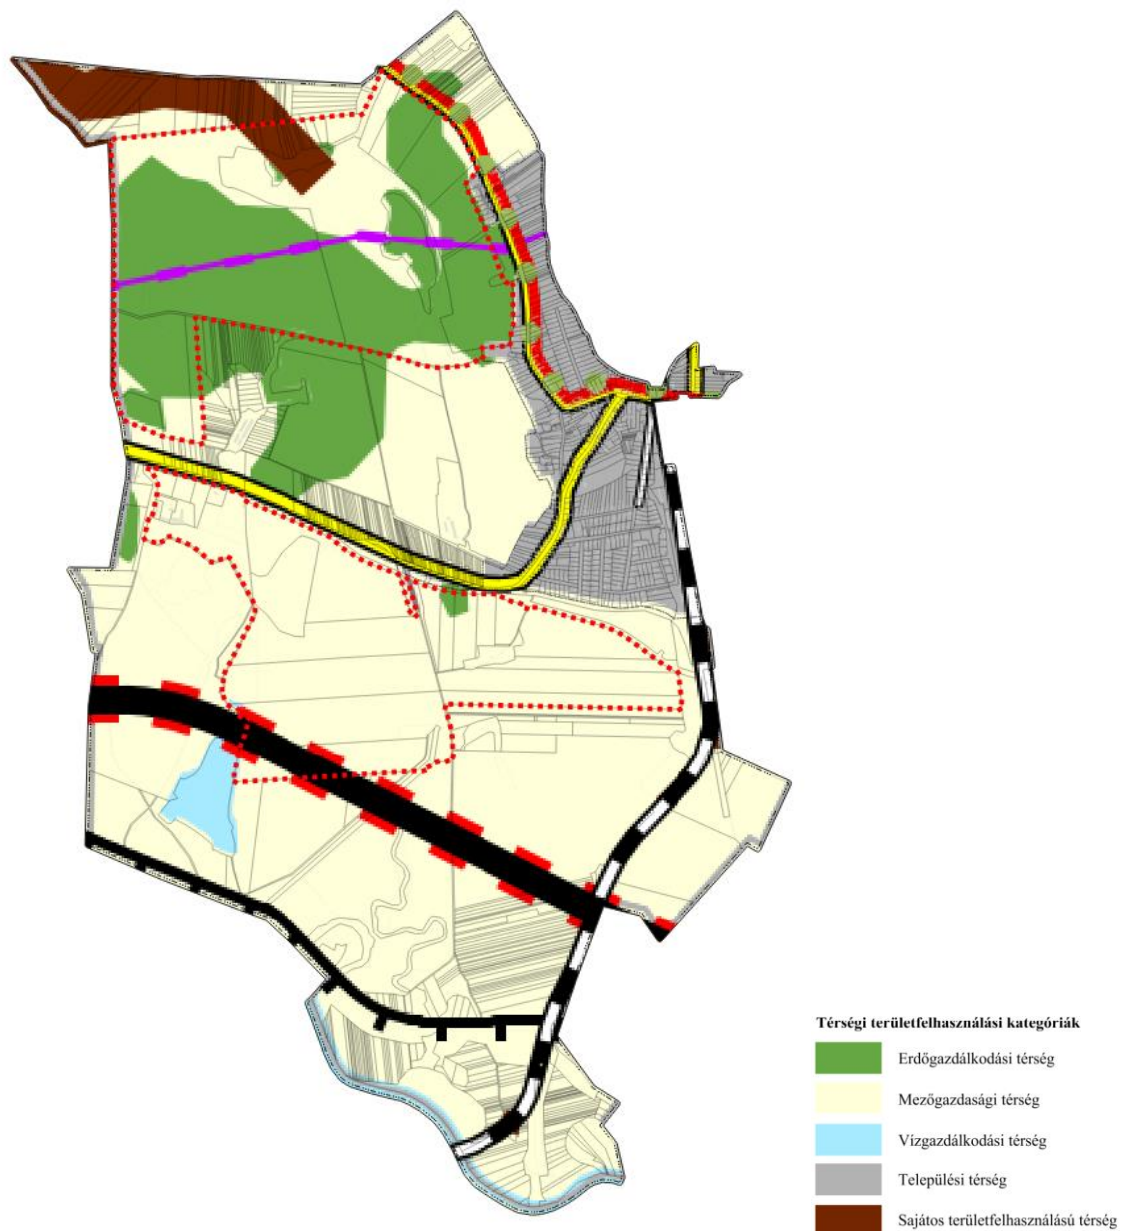 Térségi területfelhasználási kategóriák
Erdőgazdálkodási térség
Mezőgazdasági térség
Vízgazdálkodási térség
Települési térség
Sajátos területfelhasználású térség